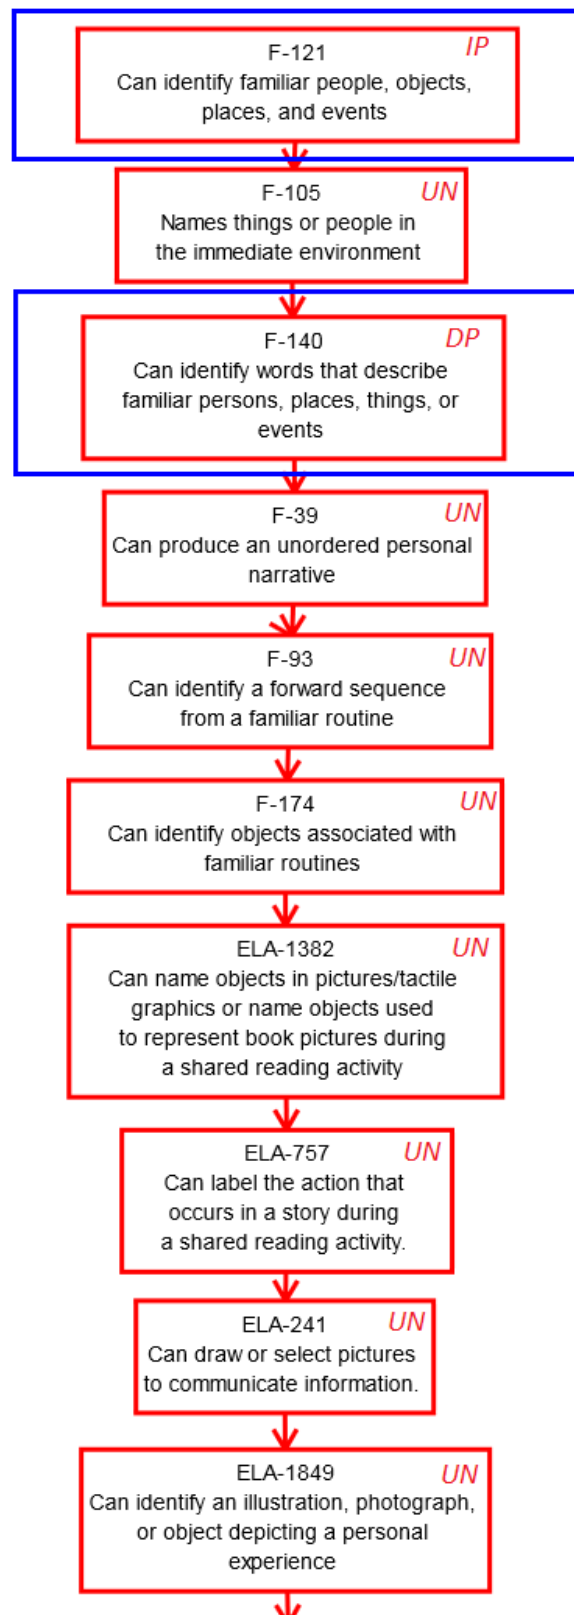 F-121 IP
Can identify familiar people, objects,
places, and events
F-105 UN
Names things or people in
the immediate environment
F-140 DP
Can identify words that describe
familiar persons, places, things, or
events
F-39 UN
Can produce an unordered personal
narrative
F-93 UN
Can identify a forward sequence
from a familiar routine
F-174 UN
Can identify objects associated with
familiar routines
ELA-1382 UN
Can name objects in pictures/tactile
graphics or name objects used
to represent book pictures during
a shared reading activity
ELA-757 UN
Can label the action that
occurs in a story during
a shared reading activity.
ELA-241 UN
Can draw or select pictures
to communicate information.
ELA-1849 UN
Can identify an illustration, photograph,
or object depicting a personal
experience